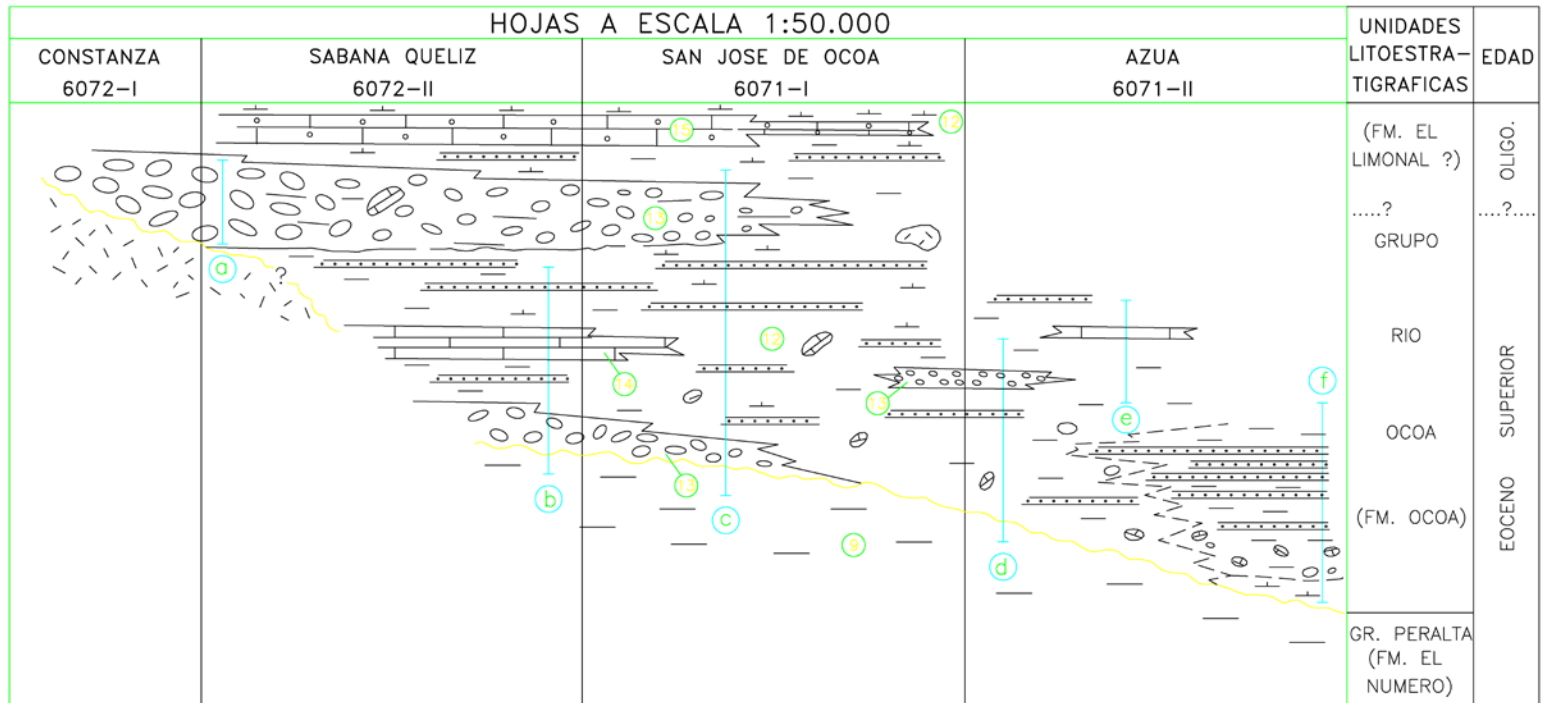 HOJAS A ESCALA 1:50.000
CONSTANZA
6072-I
SABANA QUELIZ
6072-II
SAN JOSE DE OCOA
6071-I
AZUA
6071-II
UNIDADES
LITOESTRA-
TIGRAFICAS
EDAD
12
15
(FM. EL
LIMONAL ?)
OLIGO.
13
.....?
....?....
GRUPO
a
?
12
RIO
14
13
f
e
OCOA
EOCENO SUPERIOR
13
b
c
(FM. OCOA)
9
d
GR. PERALTA
(FM. EL
NUMERO)